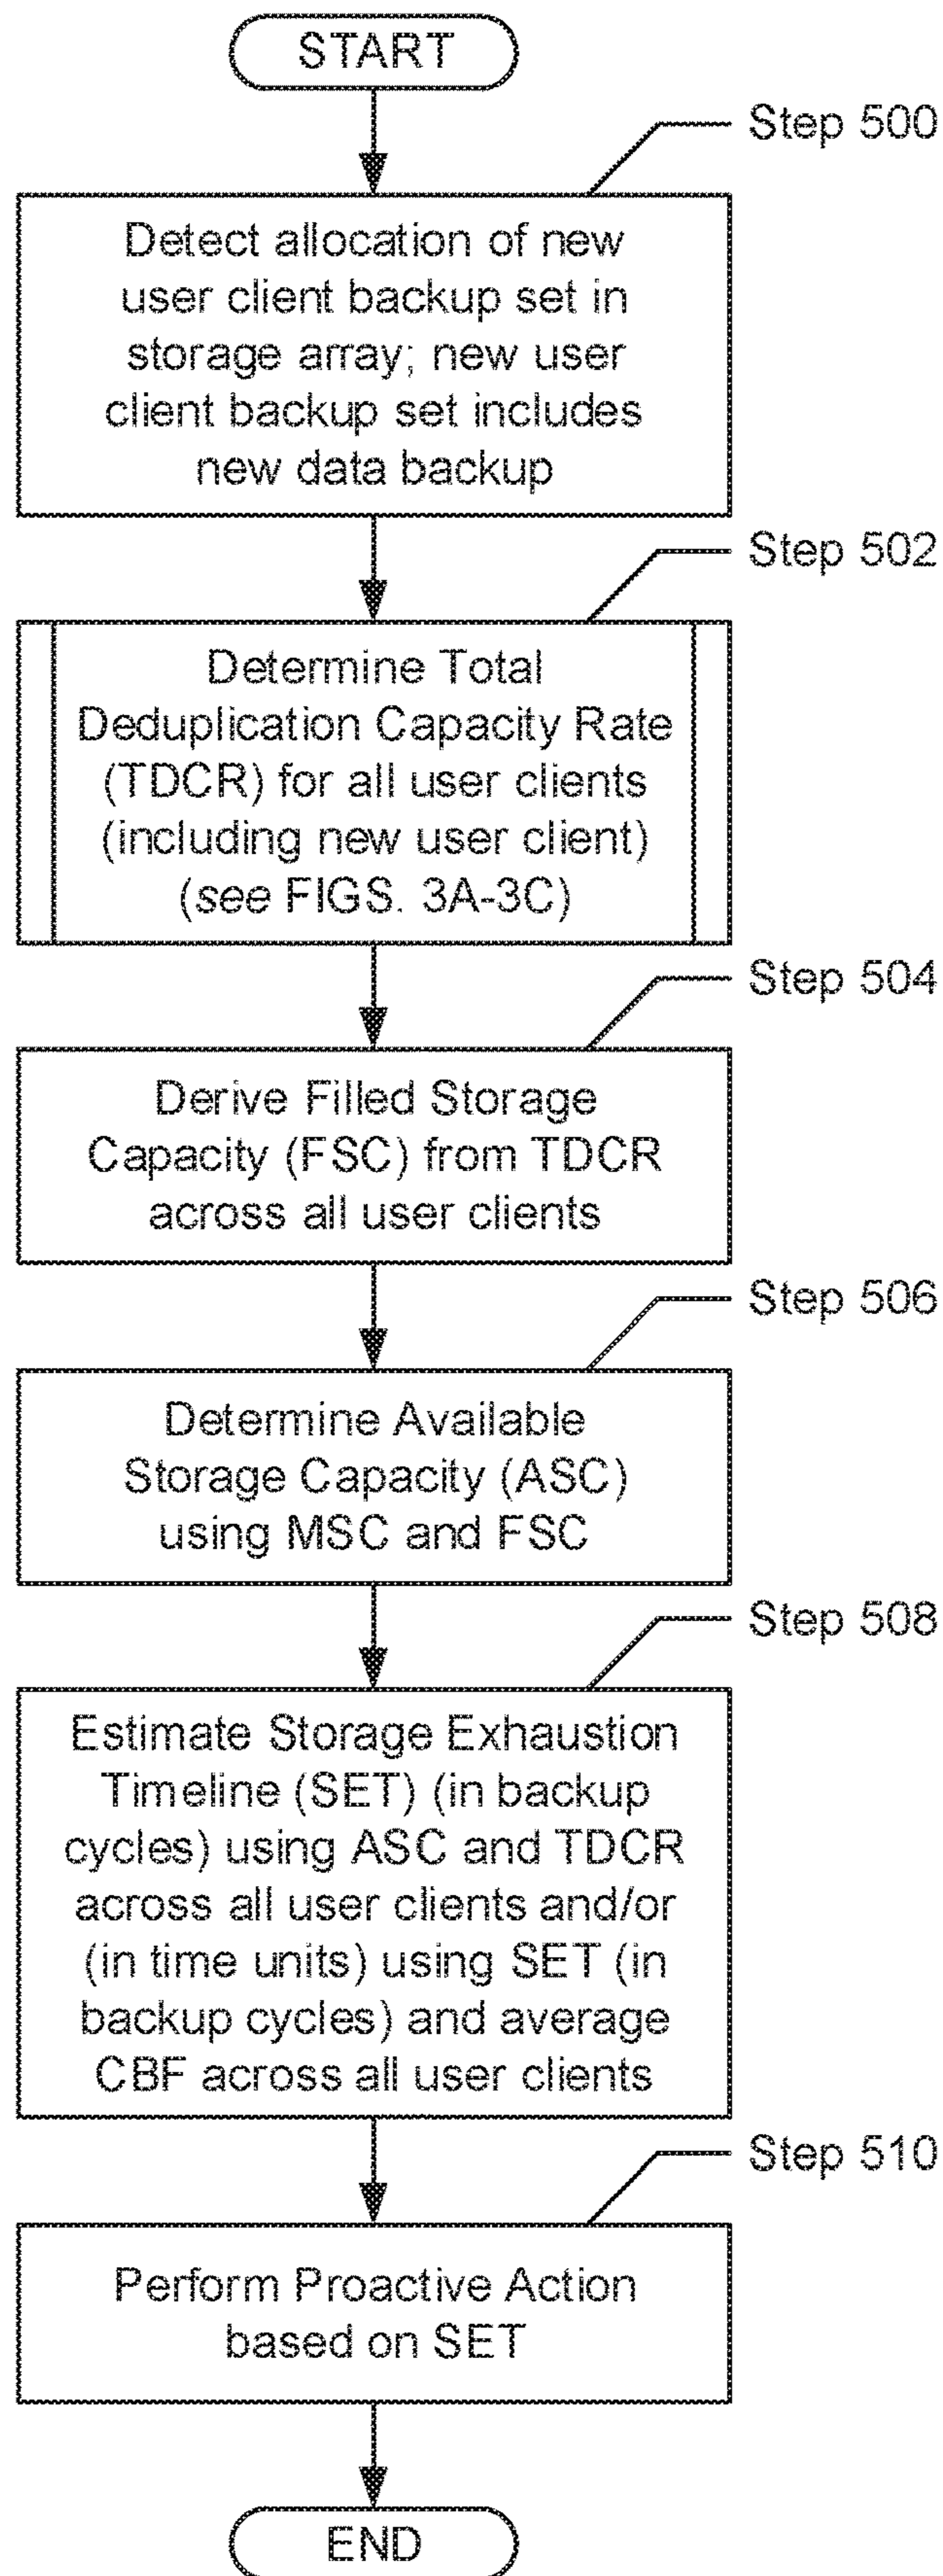 START
Step 500
Detect allocation of new
user client backup set in
storage array; new user
client backup set includes
new data backup
Step 502
Determine Total
Deduplication Capacity Rate
(TDCR) for all user clients
(including new user client)
(see FIGS. 3A-3C)
Step 504
Derive Filled Storage
Capacity (FSC) from TDCR
across all user clients
Step 506
Determine Available
Storage Capacity (ASC)
using MSC and FSC
Step 508
Estimate Storage Exhaustion
Timeline (SET) (in backup
cycles) using ASC and TDCR
across all user clients and/or
(in time units) using SET (in
backup cycles) and average
CBF across all user clients
Step 510
Perform Proactive Action
based on SET
END